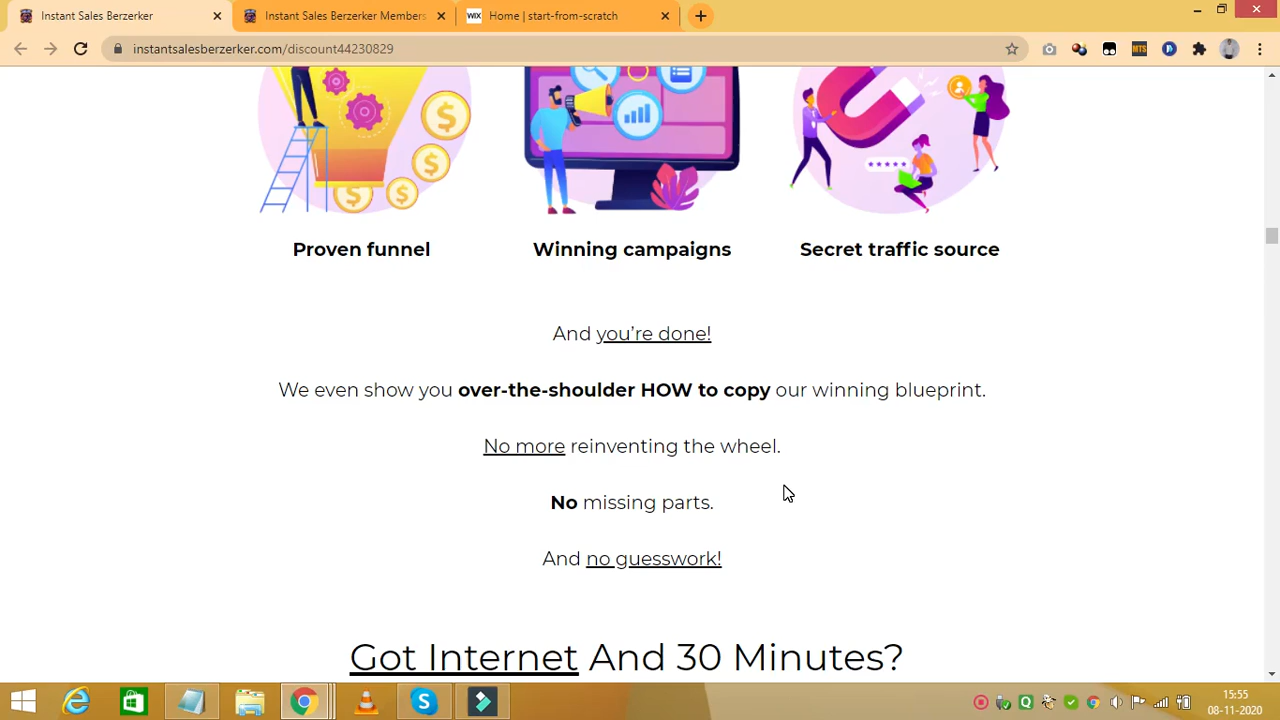 Instant Sales Berzerker
Instant Sales Berzerker Members
WIX Home | start-from-scratch
instantsalesberzerker.com/discount44230829
MTS
Proven funnel
Winning campaigns
Secret traffic source
And you’re done!
We even show you over-the-shoulder HOW to copy our winning blueprint.
No more reinventing the wheel.
No missing parts.
And no guesswork!
Got Internet And 30 Minutes?
15:55
08-11-2020